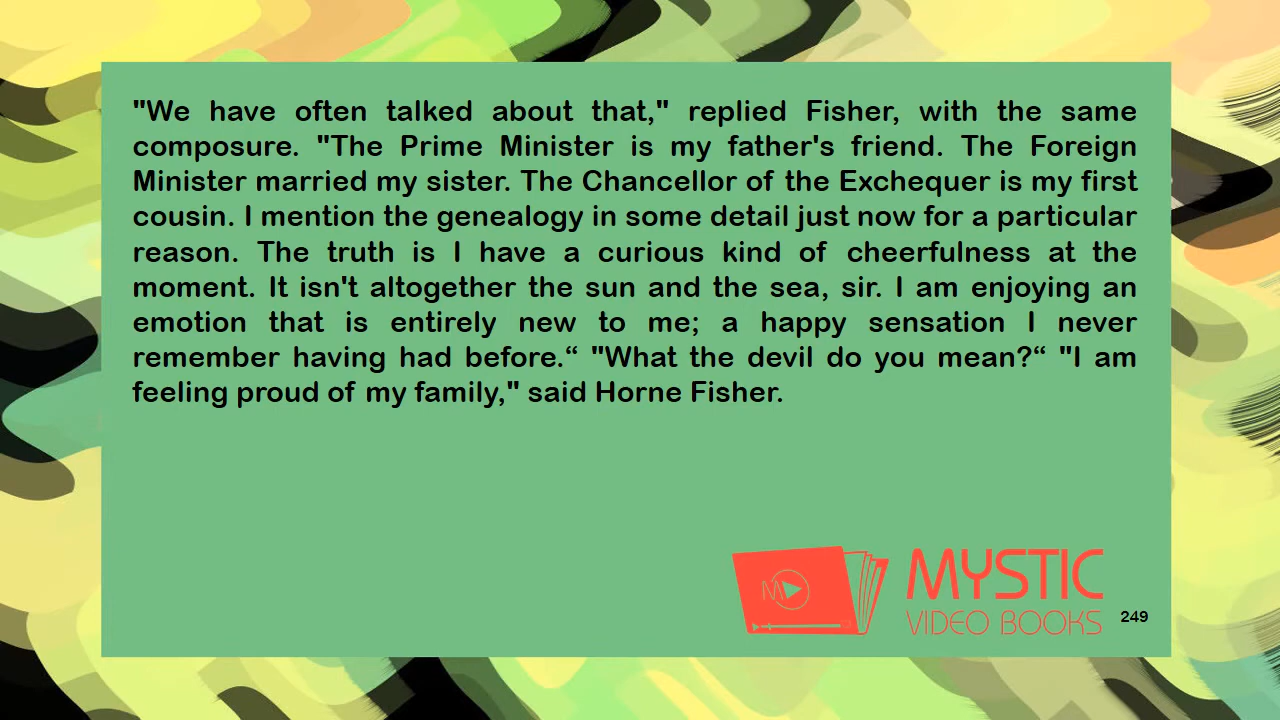 "We have often talked about that," replied Fisher, with the same
composure. "The Prime Minister is my father's friend. The Foreign
Minister married my sister. The Chancellor of the Exchequer is my first
cousin. I mention the genealogy in some detail just now for a particular
reason. The truth is I have a curious kind of cheerfulness at the
moment. It isn't altogether the sun and the sea, sir. I am enjoying an
emotion that is entirely new to me; a happy sensation I never
remember having had before.“ "What the devil do you mean?“ "I am
feeling proud of my family," said Horne Fisher.
M
MYSTIC
VIDEO BOOKS
249